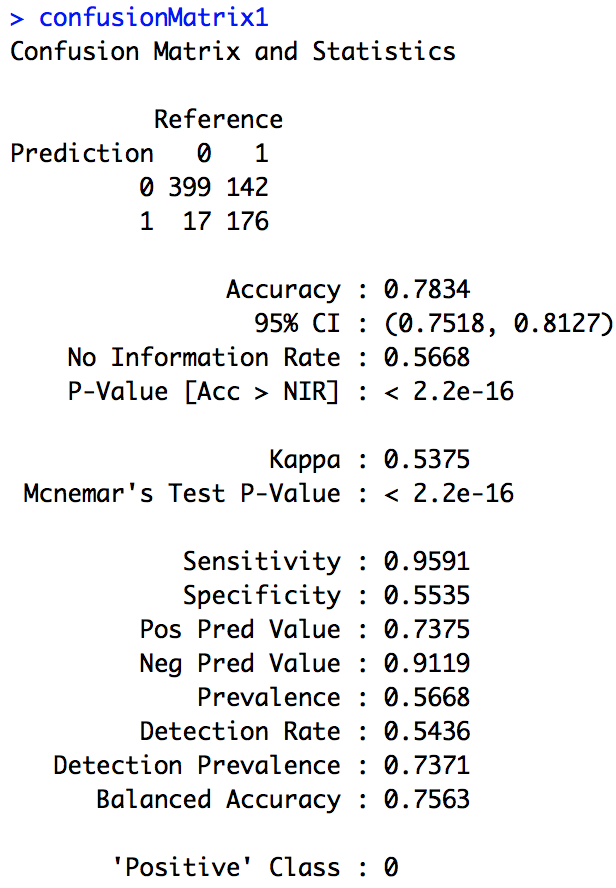 > confusionMatrix1
Confusion Matrix and Statistics

          Reference
Prediction   0   1
         0 399 142
         1  17 176

               Accuracy : 0.7834
                 95% CI : (0.7518, 0.8127)
    No Information Rate : 0.5668
    P-Value [Acc > NIR] : < 2.2e-16

                  Kappa : 0.5375
 Mcnemar's Test P-Value : < 2.2e-16

            Sensitivity : 0.9591
            Specificity : 0.5535
         Pos Pred Value : 0.7375
         Neg Pred Value : 0.9119
             Prevalence : 0.5668
         Detection Rate : 0.5436
   Detection Prevalence : 0.7371
      Balanced Accuracy : 0.7563

       'Positive' Class : 0